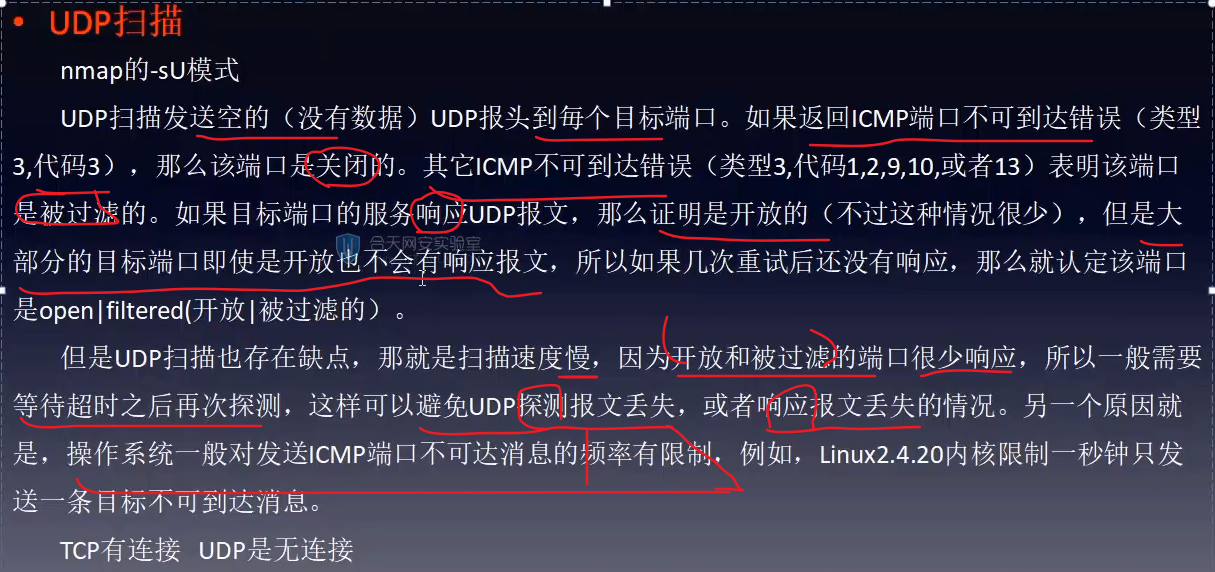 • UDP扫描
nmap的-sU模式
UDP扫描发送空的（没有数据）UDP报头到每个目标端口。如果返回ICMP端口不可到达错误（类型
3,代码3），那么该端口是关闭的。其它ICMP不可到达错误（类型3,代码1,2,9,10,或者13）表明该端口
是被过滤的。如果目标端口的服务响应UDP报文，那么证明是开放的（不过这种情况很少），但是大
合天网安实验室
部分的目标端口即使是开放也不会有响应报文，所以如果几次重试后还没有响应，那么就认定该端口
是open|filtered(开放|被过滤的）。
但是UDP扫描也存在缺点，那就是扫描速度慢，因为开放和被过滤的端口很少响应，所以一般需要
等待超时之后再次探测，这样可以避免UDP探测报文丢失，或者响应报文丢失的情况。另一个原因就
是，操作系统一般对发送ICMP端口不可达消息的频率有限制，例如，Linux2.4.20内核限制一秒钟只发
送一条目标不可到达消息。
TCP有连接 UDP是无连接